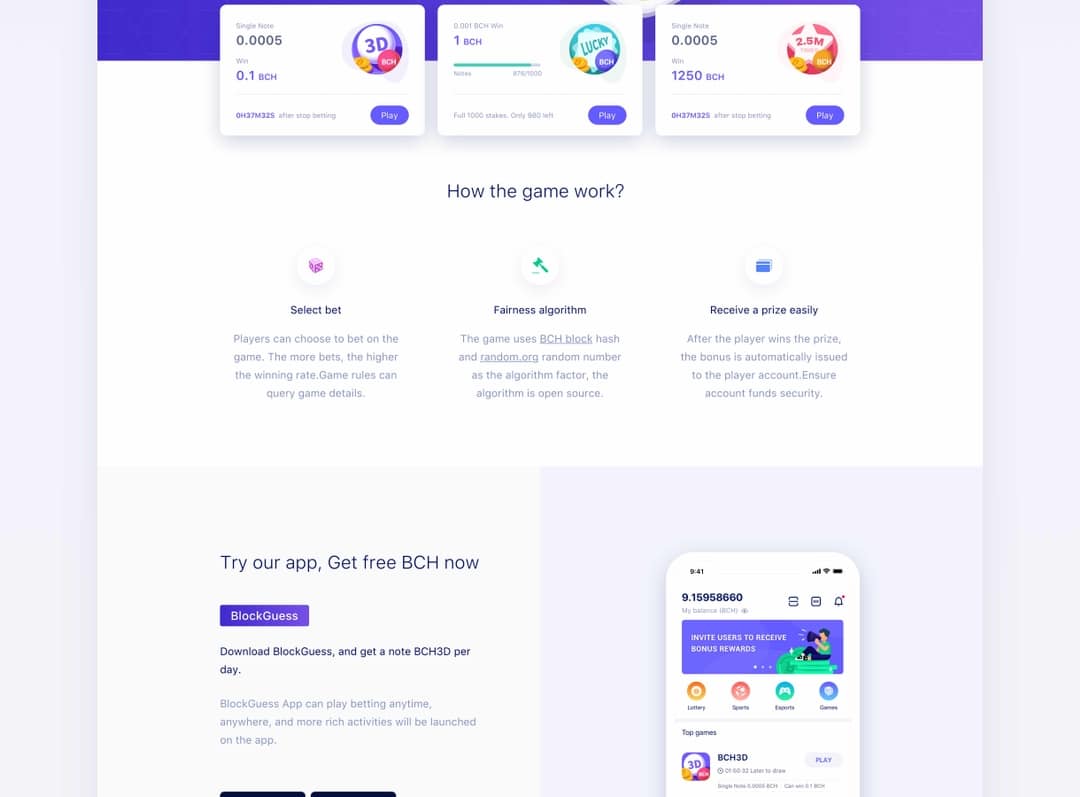 Single Note
0.0005
Win
0.1 BCH
3D
BCH
0H37M32S after stop betting
Play
0.001 BCH Win
1 BCH
Notes 876/1000
LUCKY
BCH
Full 1000 stakes. Only 980 left
Play
Single Note
0.0005
Win
1250 BCH
2.5M
BCH
0H37M32S after stop betting
Play
How the game work?
Select bet
Players can choose to bet on the
game. The more bets, the higher
the winning rate.Game rules can
query game details.
Fairness algorithm
The game uses BCH block hash
and random.org random number
as the algorithm factor, the
algorithm is open source.
Receive a prize easily
After the player wins the prize,
the bonus is automatically issued
to the player account.Ensure
account funds security.
Try our app, Get free BCH now
BlockGuess
Download BlockGuess, and get a note BCH3D per
day.
BlockGuess App can play betting anytime,
anywhere, and more rich activities will be launched
on the app.
9:41
9.15958660
My balance (BCH)
INVITE USERS TO RECEIVE
BONUS REWARDS
Lottery Sports Esports Games
Top games
3D
BCH
BCH3D
01:50:32 Later to draw
PLAY
Single Note 0.0005 BCH Can win 0.1 BCH